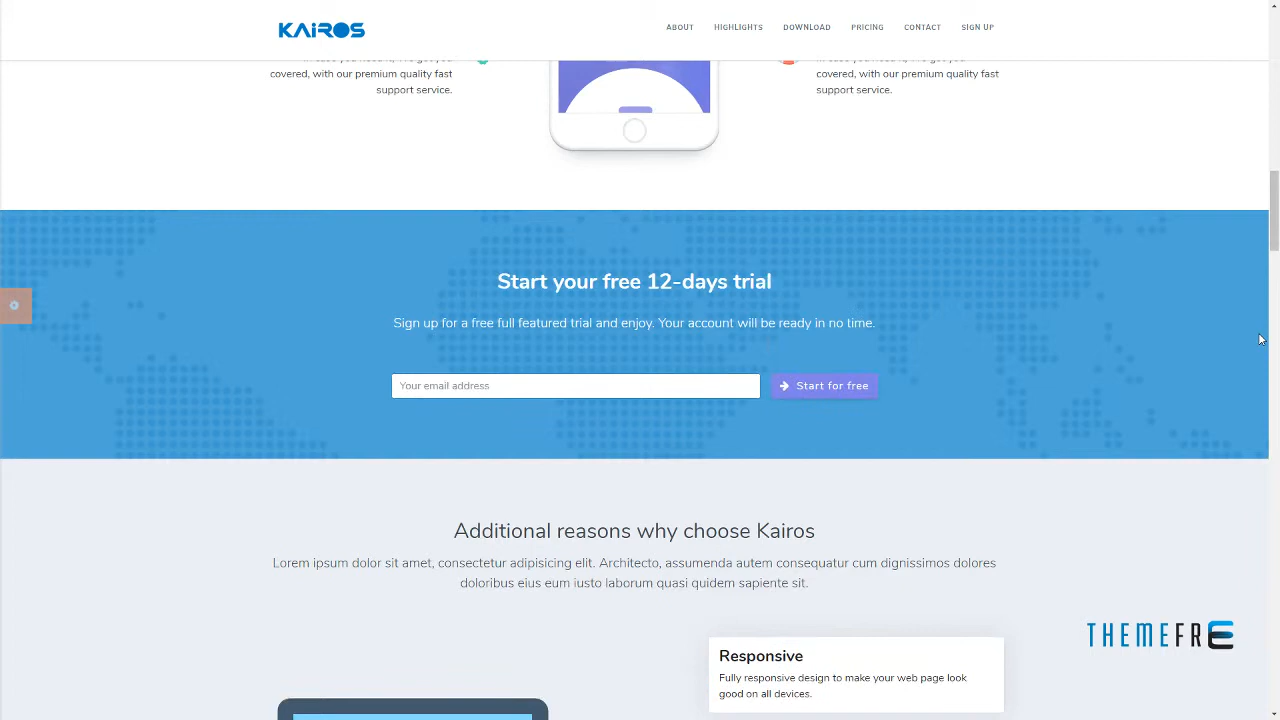 KAiROS
ABOUT HIGHLIGHTS DOWNLOAD PRICING CONTACT SIGN UP
covered, with our premium quality fast
support service.
covered, with our premium quality fast
support service.
Start your free 12-days trial
Sign up for a free full featured trial and enjoy. Your account will be ready in no time.
Your email address
Start for free
Additional reasons why choose Kairos
Lorem ipsum dolor sit amet, consectetur adipisicing elit. Architecto, assumenda autem consequatur cum dignissimos dolores
doloribus eius eum iusto laborum quasi quidem sapiente sit.
Responsive
Fully responsive design to make your web page look
good on all devices.
THEMEFRE